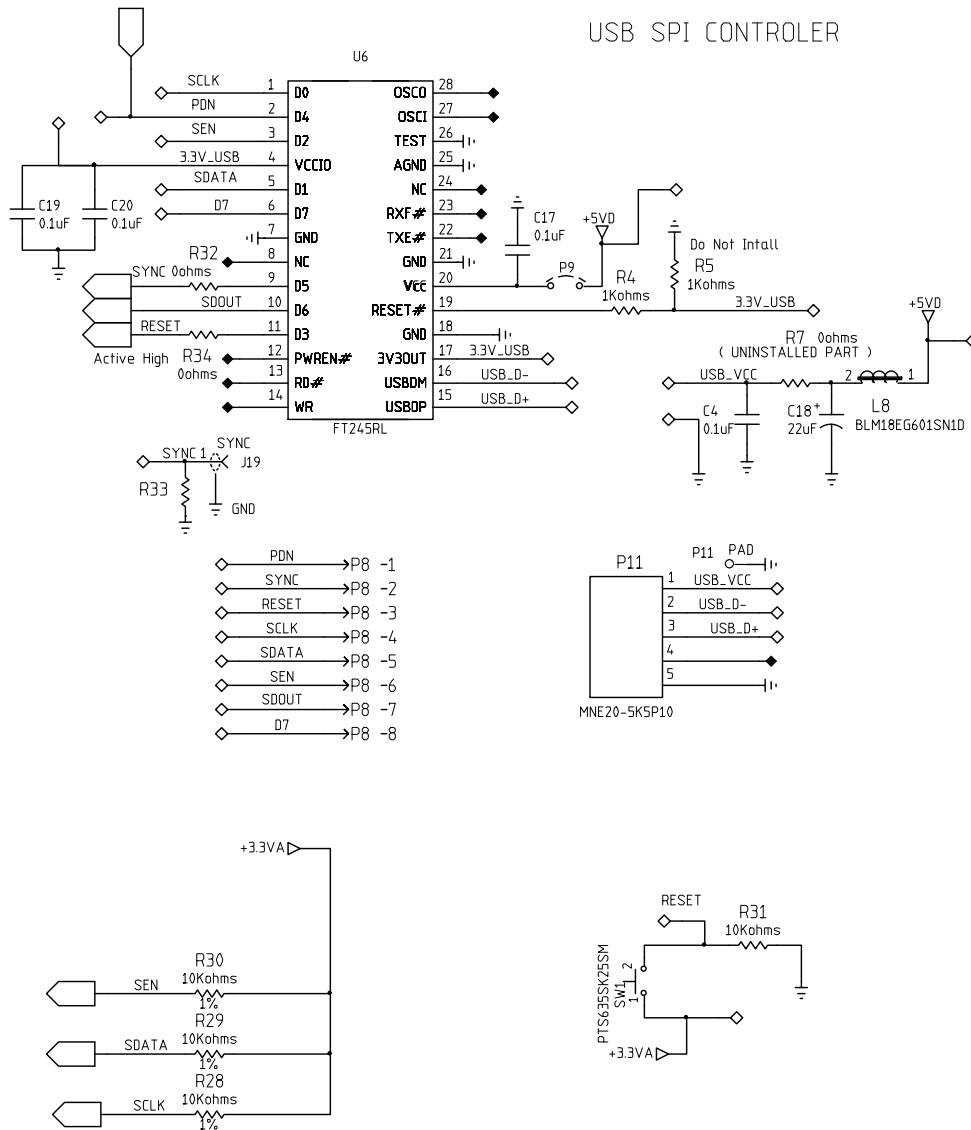 USB SPI CONTROLER
U6
SCLK 1 D0 OSCO 28
PDN 2 D4 OSCI 27
SEN 3 D2 TEST 26
3.3V_USB 4 VCCIO AGND 25
SDATA 5 D1 NC 24
D7 6 D7 RXF# 23
7 GND TXE# 22
8 NC GND 21
SYNC 9 D5 VCC 20
SDOUT 10 D6 RESET# 19
RESET 11 D3 GND 18
12 PWREN# 3V3OUT 17 3.3V_USB
13 RD# USBDM 16 USB_D-
14 WR USBDP 15 USB_D+
FT245RL
C19
0.1uF
C20
0.1uF
R32
0ohms
Active High
R34
0ohms
C17
0.1uF
+5VD
P9
Do Not Intall
R4
1Kohms
R5
1Kohms
3.3V_USB
+5VD
R7 0ohms
( UNINSTALLED PART )
USB_VCC
2 1
C4
0.1uF
C18 +
22uF
L8
BLM18EG601SN1D
SYNC
SYNC 1
J19
R33
GND
PDN P8 -1
SYNC P8 -2
RESET P8 -3
SCLK P8 -4
SDATA P8 -5
SEN P8 -6
SDOUT P8 -7
D7 P8 -8
P11
P11 PAD
1 USB_VCC
2 USB_D-
3 USB_D+
4
5
MNE20-5K5P10
+3.3VA
R30
10Kohms
SEN
1%
R29
10Kohms
SDATA
1%
R28
10Kohms
SCLK
1%
RESET
R31
10Kohms
PTS635SK25SM
SW1
2
1
+3.3VA